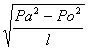 √((Pa² − Po²)/l)